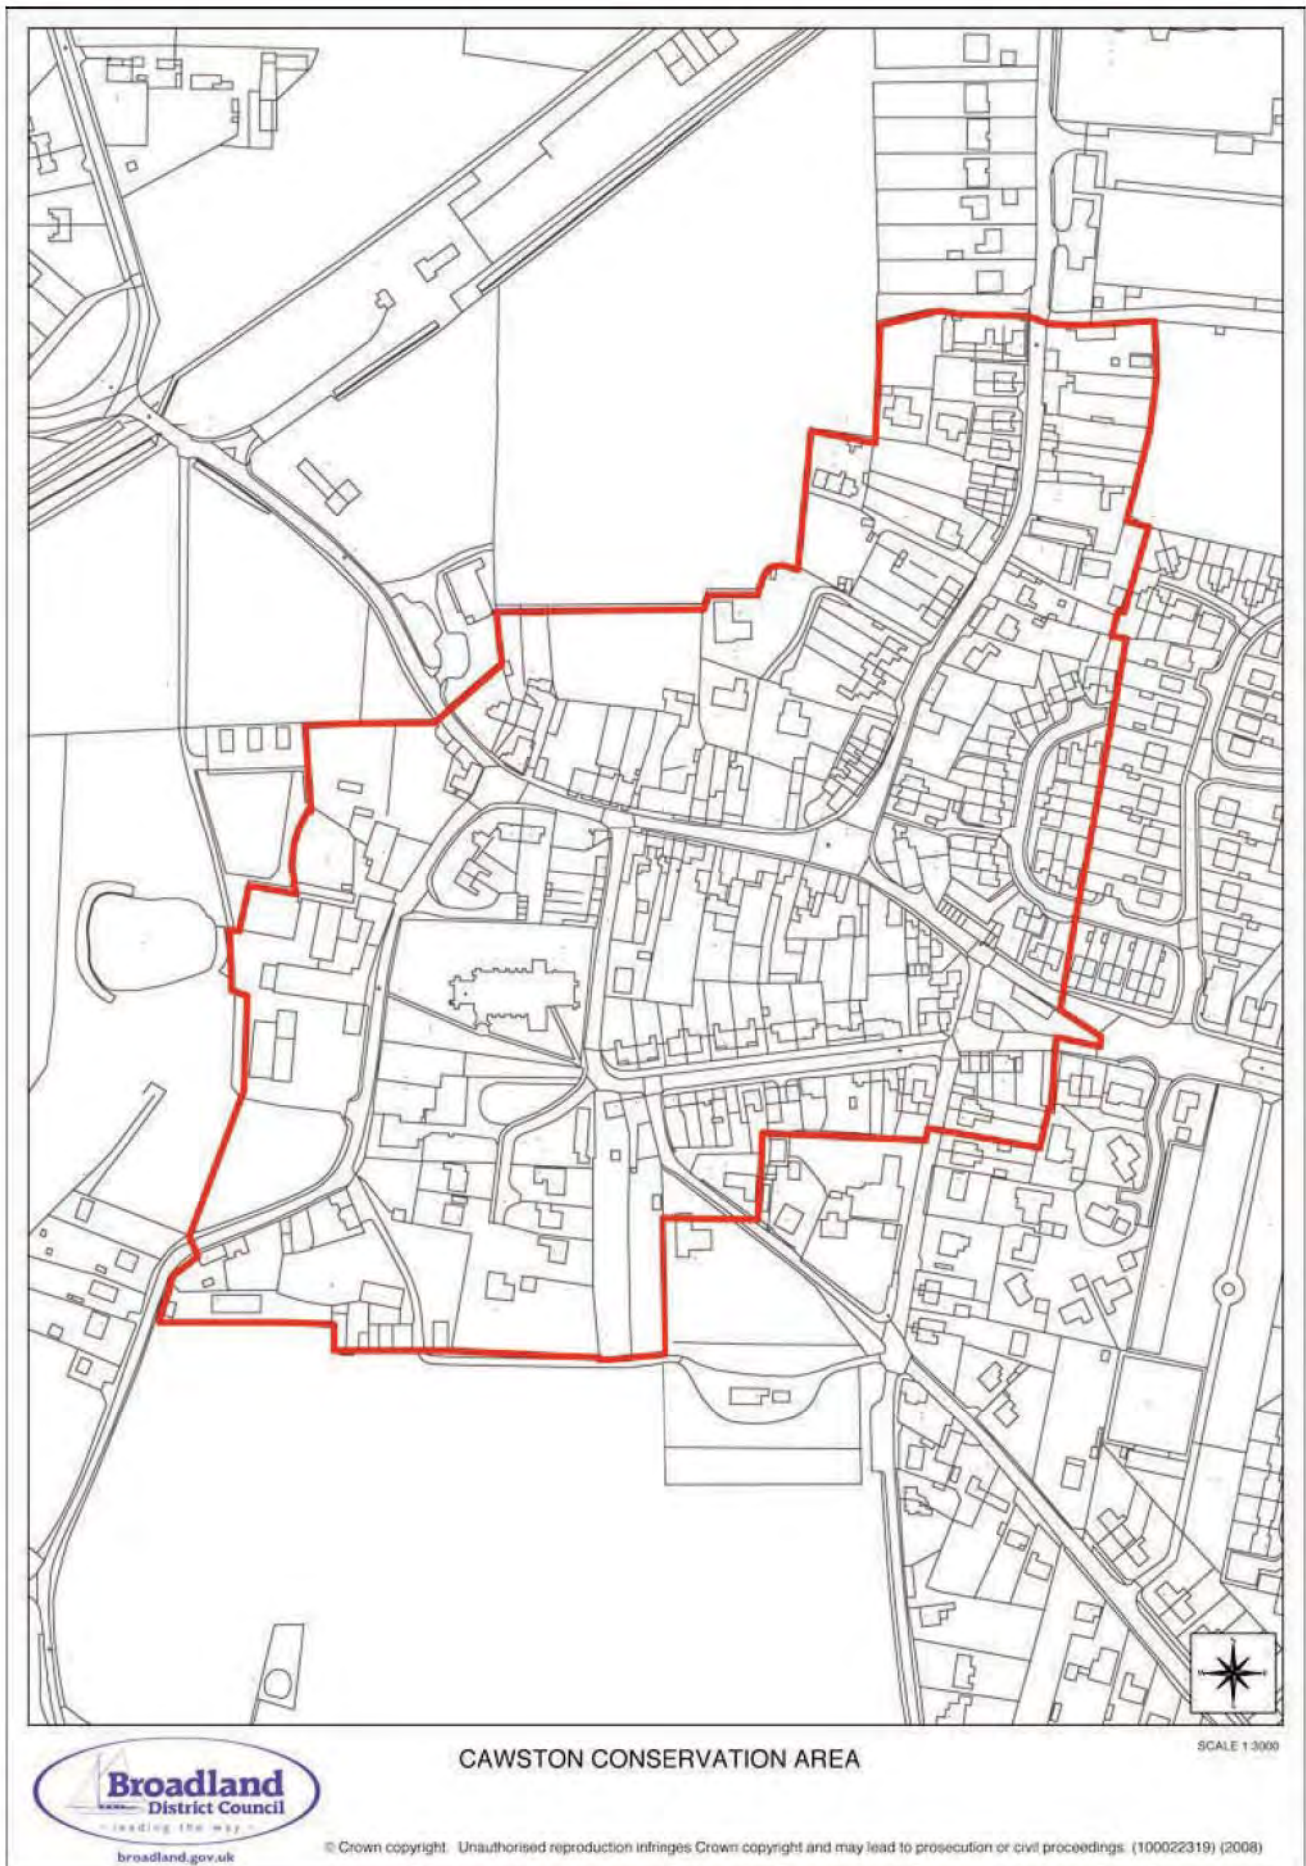 SCALE 1:3000
CAWSTON CONSERVATION AREA
Broadland
District Council
- leading the way -
broadland.gov.uk
© Crown copyright. Unauthorised reproduction infringes Crown copyright and may lead to prosecution or civil proceedings. (100022319) (2008)